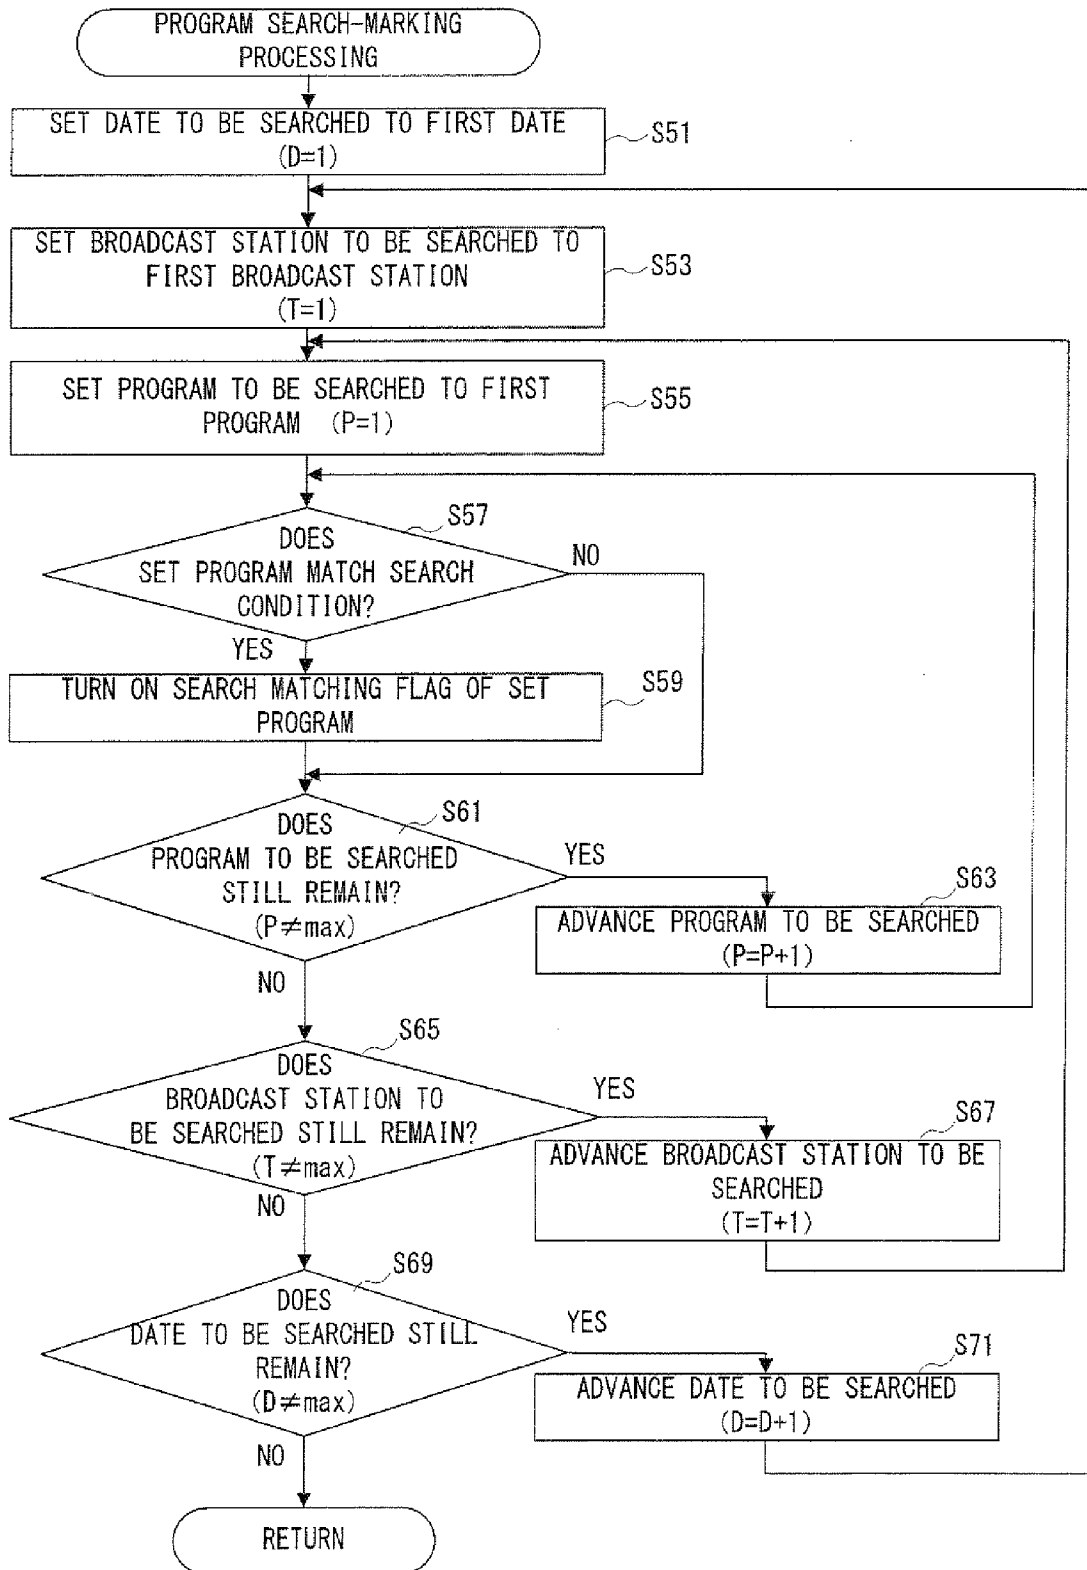 PROGRAM SEARCH-MARKING
PROCESSING
SET DATE TO BE SEARCHED TO FIRST DATE
(D=1)
S51
SET BROADCAST STATION TO BE SEARCHED TO
FIRST BROADCAST STATION
(T=1)
S53
SET PROGRAM TO BE SEARCHED TO FIRST
PROGRAM (P=1)
S55
S57
DOES
SET PROGRAM MATCH SEARCH
CONDITION?
NO
YES
TURN ON SEARCH MATCHING FLAG OF SET
PROGRAM
S59
S61
DOES
PROGRAM TO BE SEARCHED
STILL REMAIN?
(P≠max)
YES
NO
S63
ADVANCE PROGRAM TO BE SEARCHED
(P=P+1)
S65
DOES
BROADCAST STATION TO
BE SEARCHED STILL REMAIN?
(T≠max)
YES
NO
S67
ADVANCE BROADCAST STATION TO BE
SEARCHED
(T=T+1)
S69
DOES
DATE TO BE SEARCHED STILL
REMAIN?
(D≠max)
YES
NO
S71
ADVANCE DATE TO BE SEARCHED
(D=D+1)
RETURN